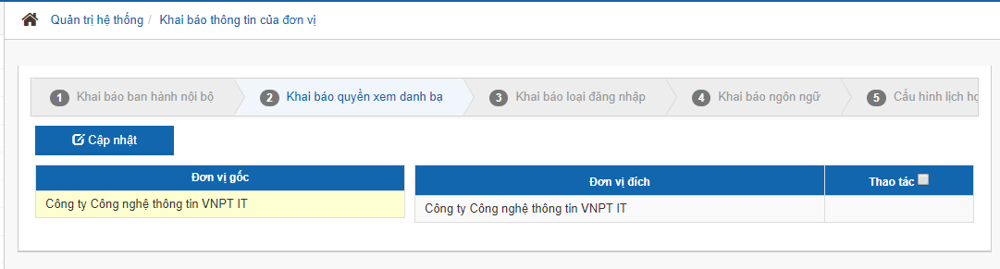 Quản trị hệ thống / Khai báo thông tin của đơn vị
1 Khai báo ban hành nội bộ 2 Khai báo quyền xem danh bạ 3 Khai báo loại đăng nhập 4 Khai báo ngôn ngữ 5 Cấu hình lịch
Cập nhật
Đơn vị gốc Đơn vị đích Thao tác
Công ty Công nghệ thông tin VNPT IT Công ty Công nghệ thông tin VNPT IT